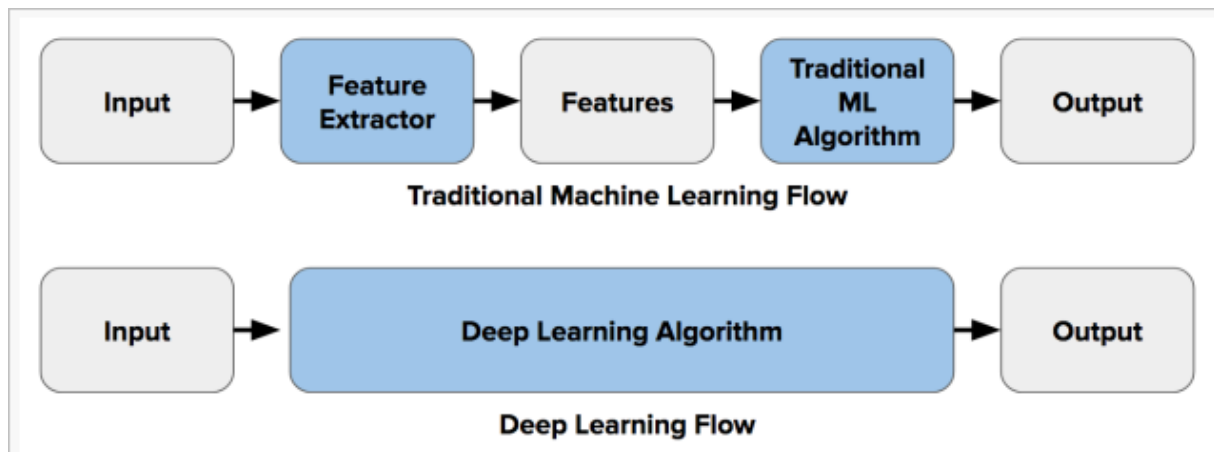 Input
Feature
Extractor
Features
Traditional
ML
Algorithm
Output
Traditional Machine Learning Flow
Input
Deep Learning Algorithm
Output
Deep Learning Flow